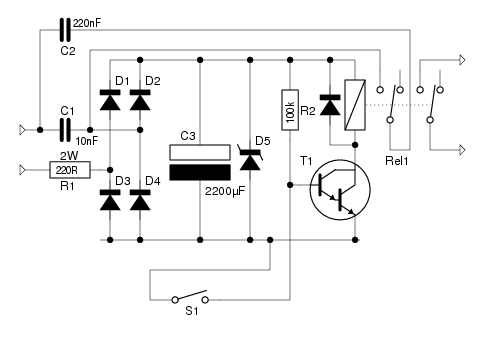 220nF
C2
D1
D2
C1
10nF
C3
100k
R2
D5
2W
220R
R1
D3
D4
2200µF
T1
Rel1
S1